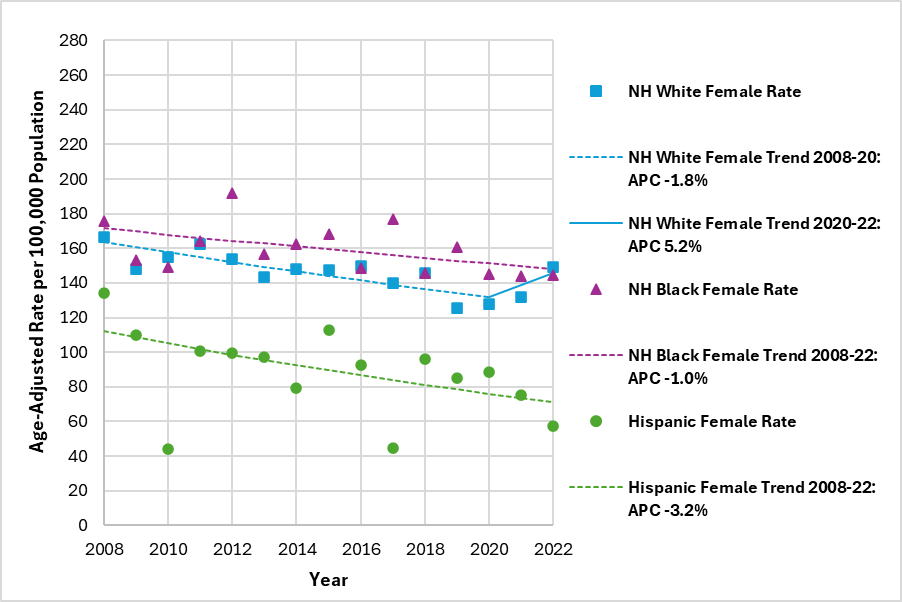 280
260
240
220
200
180
160
140
120
100
80
60
40
20
0
Age-Adjusted Rate per 100,000 Population
2008 2010 2012 2014 2016 2018 2020 2022
Year
NH White Female Rate
NH White Female Trend 2008-20:
APC -1.8%
NH White Female Trend 2020-22:
APC 5.2%
NH Black Female Rate
NH Black Female Trend 2008-22:
APC -1.0%
Hispanic Female Rate
Hispanic Female Trend 2008-22:
APC -3.2%